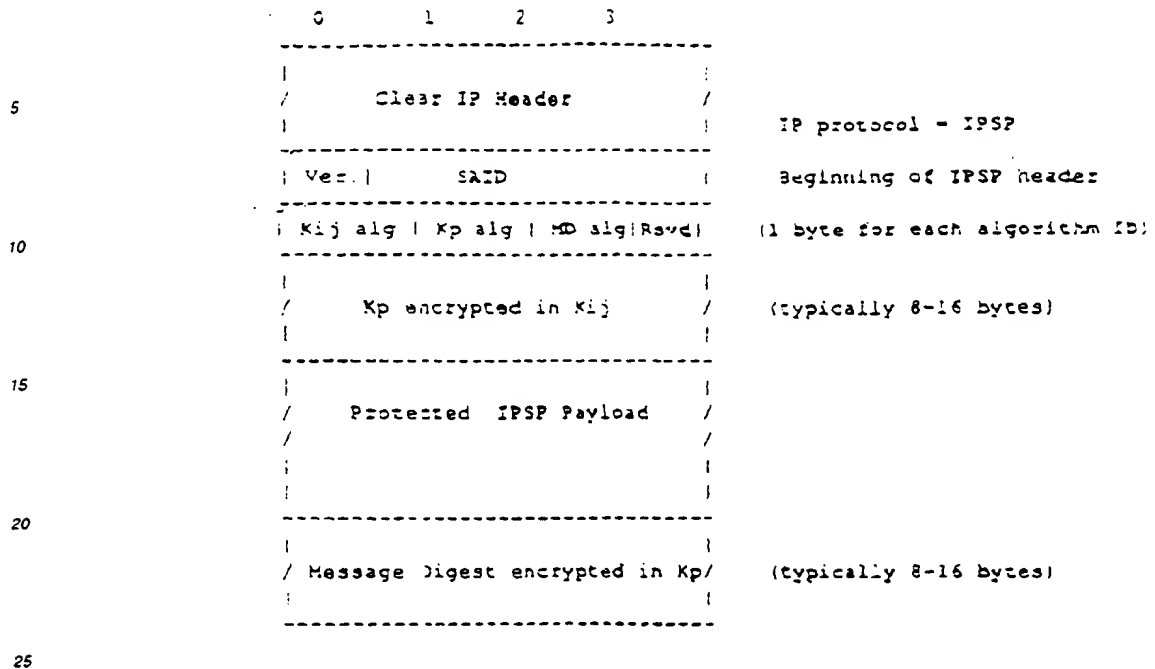 0 1 2 3
Clear IP Header
5
IP protocol = IPSP
Ver. | SAID | Beginning of IPSP header
| Kij alg | Kp alg | MD alg|Rsvd| (1 byte for each algorithm ID)
10
/ Kp encrypted in Kij / (typically 8-16 bytes)
15
/ Protected IPSP Payload /
20
/ Message Digest encrypted in Kp/ (typically 8-16 bytes)
25